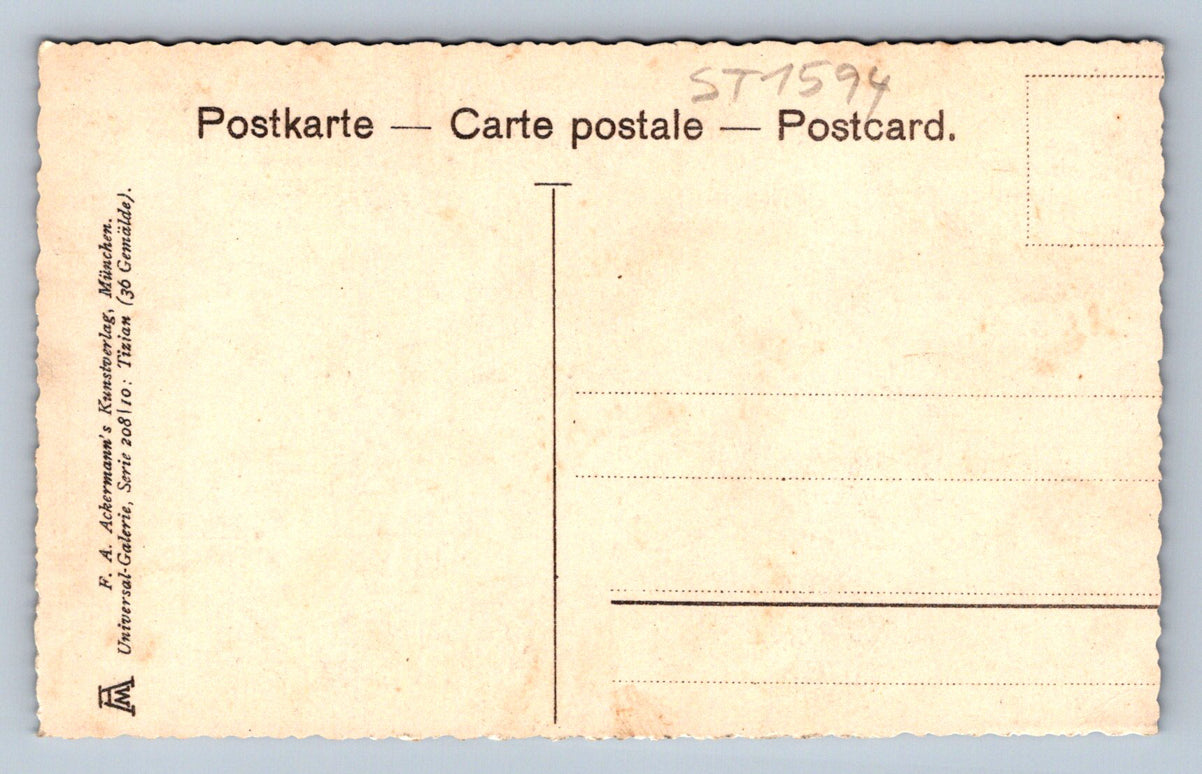 ST1594
Postkarte — Carte postale — Postcard.
F. A. Ackermann's Kunstverlag, München.
Universal-Galerie, Serie 208|10: Tizian (36 Gemälde).